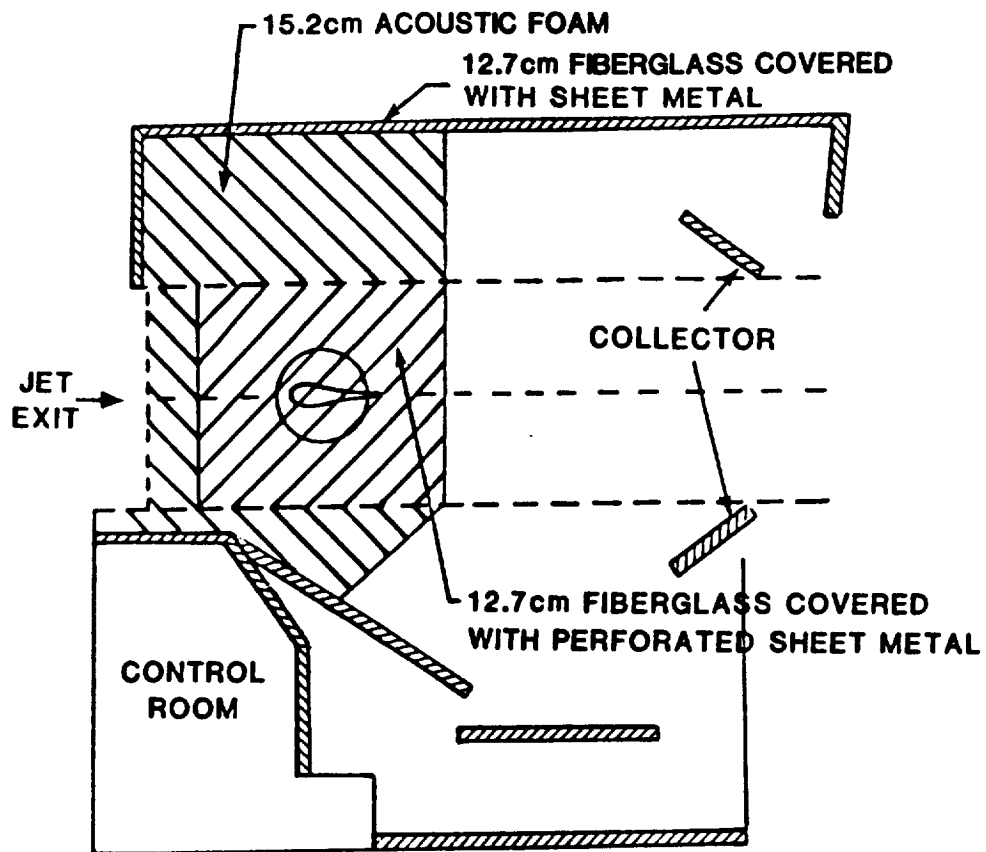 15.2cm ACOUSTIC FOAM
12.7cm FIBERGLASS COVERED
WITH SHEET METAL
COLLECTOR
JET
EXIT
12.7cm FIBERGLASS COVERED
WITH PERFORATED SHEET METAL
CONTROL
ROOM